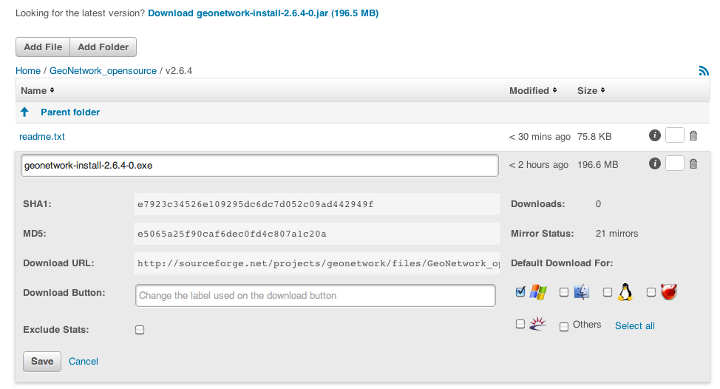 Looking for the latest version? Download geonetwork-install-2.6.4-0.jar (196.5 MB)
Add File Add Folder
Home / GeoNetwork_opensource / v2.6.4
Name Modified Size
Parent folder
readme.txt < 30 mins ago 75.8 KB
geonetwork-install-2.6.4-0.exe < 2 hours ago 196.6 MB
SHA1: e7923c34526e109295dc6dc7d052c09ad442949f Downloads: 0
MD5: e5065a25f90caf6dec0fd4c807a1c20a Mirror Status: 21 mirrors
Download URL: http://sourceforge.net/projects/geonetwork/files/GeoNetwork_op Default Download For:
Download Button: Change the label used on the download button
Exclude Stats: Others Select all
Save Cancel